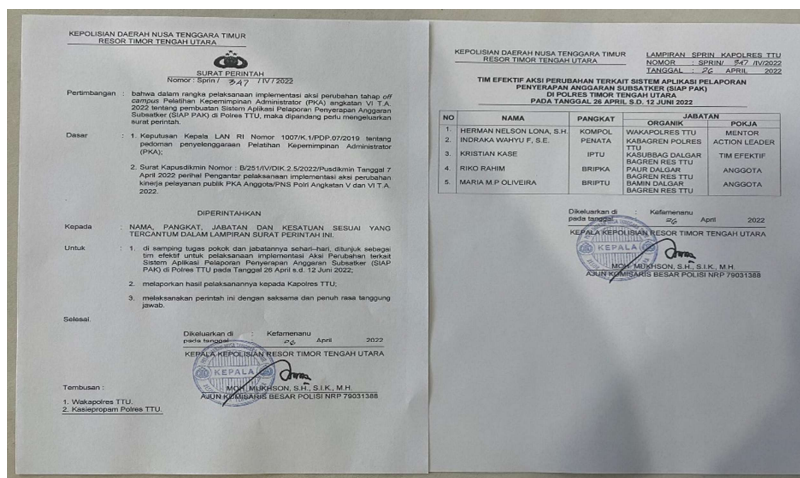 KEPOLISIAN DAERAH NUSA TENGGARA TIMUR
RESOR TIMOR TENGAH UTARA
SURAT PERINTAH
Nomor : Sprin / 347 / IV / 2022
Pertimbangan : bahwa dalam rangka pelaksanaan implementasi aksi perubahan tahap off
campus Pelatihan Kepemimpinan Administrator (PKA) angkatan VI T.A.
2022 tentang pembuatan Sistem Aplikasi Pelaporan Penyerapan Anggaran
Subsatker (SIAP PAK) di Polres TTU, maka dipandang perlu mengeluarkan
surat perintah.
Dasar : 1. Keputusan Kepala LAN RI Nomor 1007/K.1/PDP.07/2019 tentang
pedoman penyelenggaraan Pelatihan Kepemimpinan Administrator
(PKA);
2. Surat Kapusdikmin Nomor : B/251/IV/DIK.2.5/2022/Pusdikmin Tanggal 7
April 2022 perihal Pengantar pelaksanaan implementasi aksi perubahan
kinerja pelayanan publik PKA Anggota/PNS Polri Angkatan V dan VI T.A.
2022.
DIPERINTAHKAN
Kepada : NAMA, PANGKAT, JABATAN DAN KESATUAN SESUAI YANG
TERCANTUM DALAM LAMPIRAN SURAT PERINTAH INI.
Untuk : 1. di samping tugas pokok dan jabatannya sehari-hari, ditunjuk sebagai
tim efektif untuk pelaksanaan implementasi Aksi Perubahan terkait
Sistem Aplikasi Pelaporan Penyerapan Anggaran Subsatker (SIAP
PAK) di Polres TTU pada Tanggal 26 April s.d. 12 Juni 2022;
2. melaporkan hasil pelaksanaannya kepada Kapolres TTU;
3. melaksanakan perintah ini dengan seksama dan penuh rasa tanggung
jawab.
Selesai.
Dikeluarkan di : Kefamenanu
pada tanggal 26 April 2022
KEPALA KEPOLISIAN RESOR TIMOR TENGAH UTARA
KEPALA
MOH. MUKHSON, S.H., S.I.K., M.H.
AJUN KOMISARIS BESAR POLISI NRP 79031388
Tembusan :
1. Wakapolres TTU.
2. Kasiepropam Polres TTU.
KEPOLISIAN DAERAH NUSA TENGGARA TIMUR
RESOR TIMOR TENGAH UTARA
LAMPIRAN SPRIN KAPOLRES TTU
NOMOR : SPRIN/ 347 /IV/2022
TANGGAL : 26 APRIL 2022
TIM EFEKTIF AKSI PERUBAHAN TERKAIT SISTEM APLIKASI PELAPORAN
PENYERAPAN ANGGARAN SUBSATKER (SIAP PAK)
DI POLRES TIMOR TENGAH UTARA
PADA TANGGAL 26 APRIL S.D. 12 JUNI 2022
NO NAMA PANGKAT JABATAN
ORGANIK POKJA
1. HERMAN NELSON LONA, S.H. KOMPOL WAKAPOLRES TTU MENTOR
2. INDRAKA WAHYU F, S.E. PENATA KABAGREN POLRES TTU ACTION LEADER
3. KRISTIAN KASE IPTU KASUBBAG DALGAR BAGREN RES TTU TIM EFEKTIF
4. RIKO RAHIM BRIPKA PAUR DALGAR BAGREN RES TTU ANGGOTA
5. MARIA M.P OLIVEIRA BRIPTU BAMIN DALGAR BAGREN RES TTU ANGGOTA
Dikeluarkan di : Kefamenanu
pada tanggal 26 April 2022
KEPALA KEPOLISIAN RESOR TIMOR TENGAH UTARA
KEPALA
MOH. MUKHSON, S.H., S.I.K., M.H.
AJUN KOMISARIS BESAR POLISI NRP 79031388